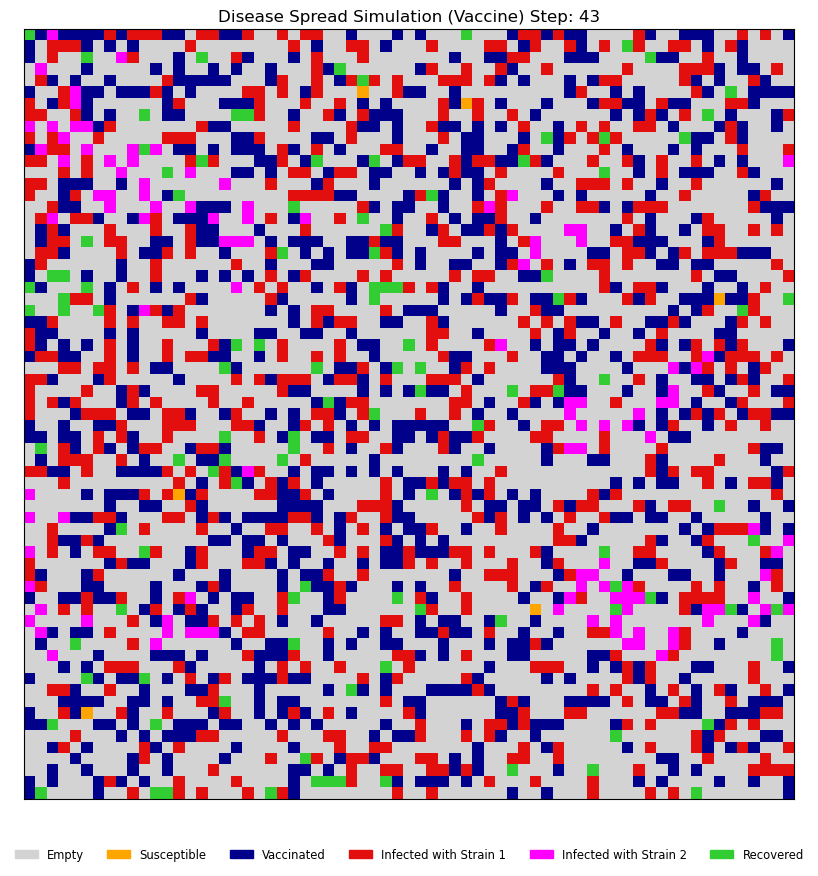 Disease Spread Simulation (Vaccine) Step: 43
Empty Susceptible Vaccinated Infected with Strain 1 Infected with Strain 2 Recovered